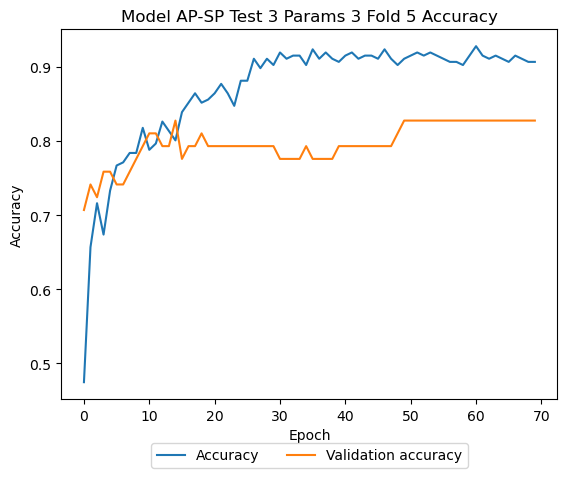 Model AP-SP Test 3 Params 3 Fold 5 Accuracy
Accuracy
0.9
0.8
0.7
0.6
0.5
0 10 20 30 40 50 60 70
Epoch
Accuracy Validation accuracy